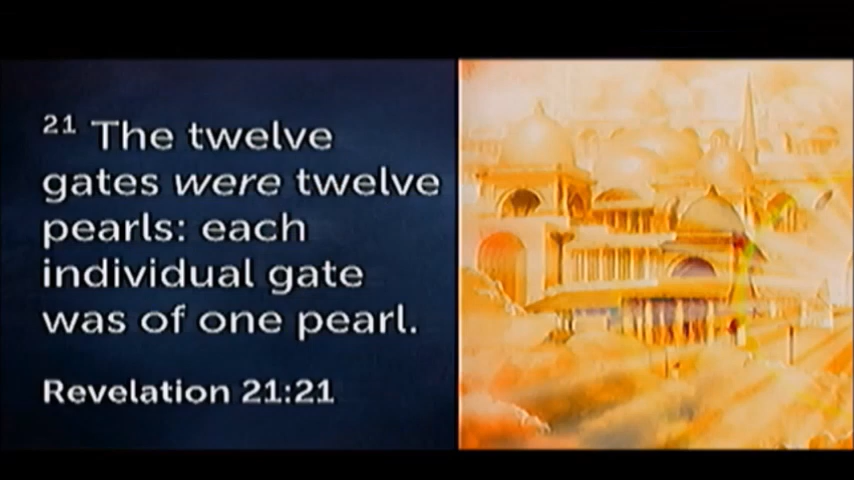 21 The twelve
gates were twelve
pearls: each
individual gate
was of one pearl.
Revelation 21:21